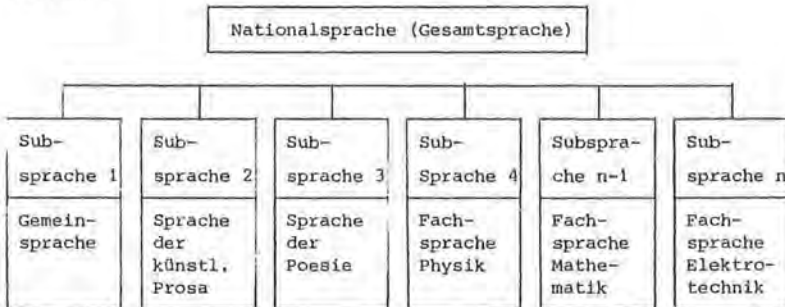 Nationalsprache (Gesamtsprache)
Sub-
sprache 1
Gemein-
sprache
Sub-
sprache 2
Sprache
der
künstl.
Prosa
Sub-
sprache 3
Sprache
der
Poesie
Sub-
Sprache 4
Fach-
sprache
Physik
Subspra-
che n-1
Fach-
sprache
Mathe-
matik
Sub-
sprache n
Fach-
sprache
Elektro-
technik